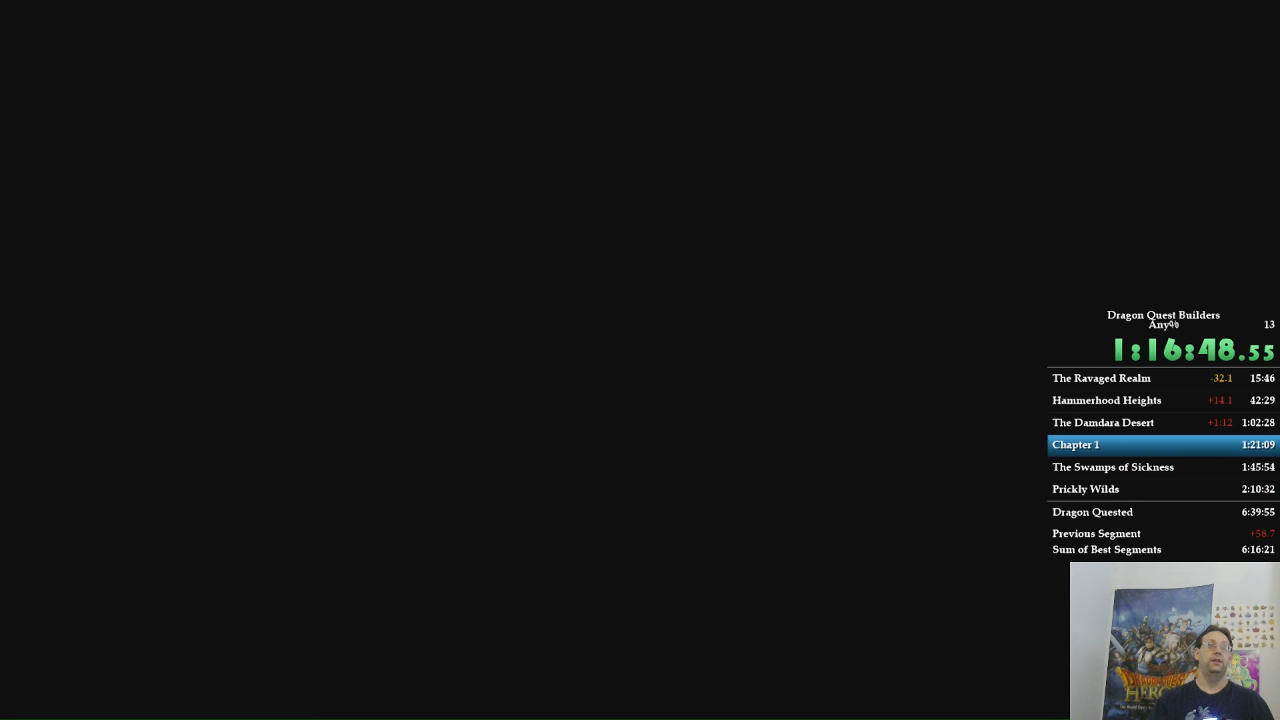 Dragon Quest Builders
Any% 13
1:16:48.55
The Ravaged Realm -32.1 15:46
Hammerhood Heights +14.1 42:29
The Damdara Desert +1:12 1:02:28
Chapter 1 1:21:09
The Swamps of Sickness 1:45:54
Prickly Wilds 2:10:32
Dragon Quested 6:39:55
Previous Segment +58.7
Sum of Best Segments 6:16:21